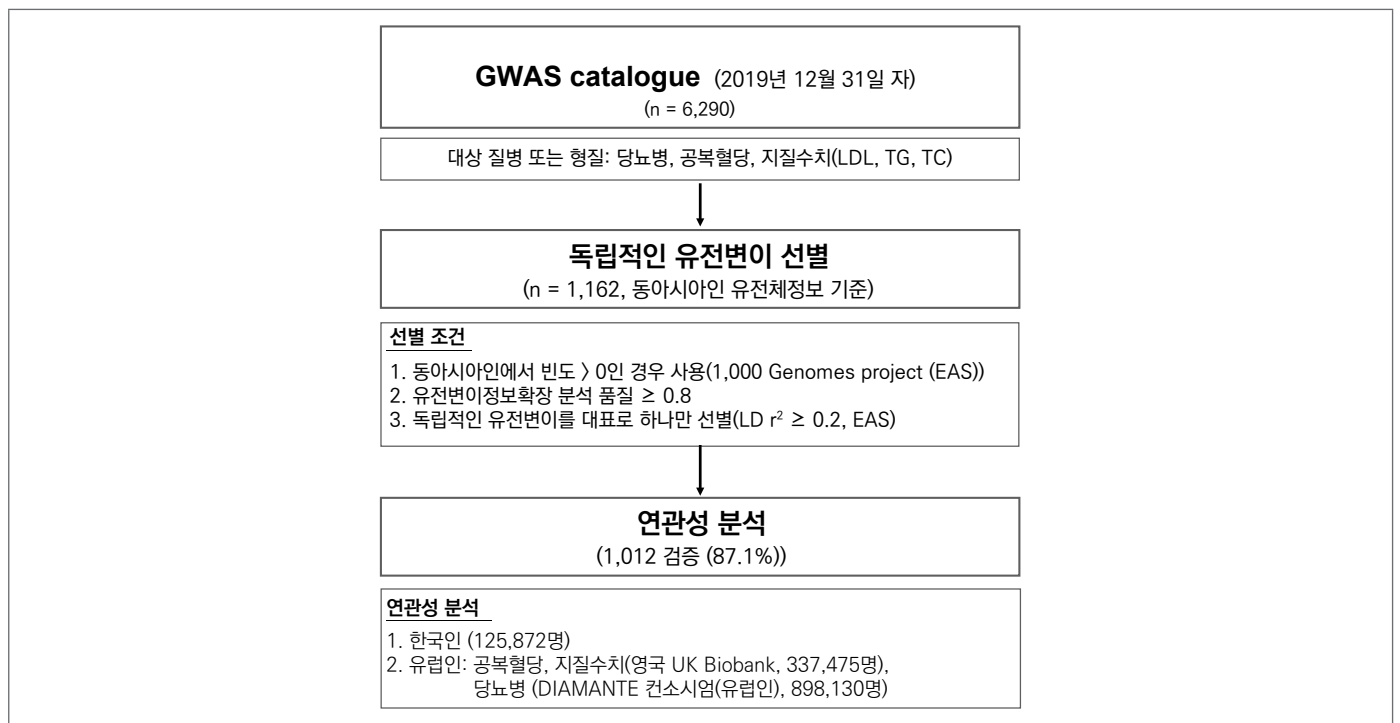 GWAS catalogue (2019년 12월 31일 자)
(n = 6,290)
대상 질병 또는 형질: 당뇨병, 공복혈당, 지질수치(LDL, TG, TC)
독립적인 유전변이 선별
(n = 1,162, 동아시아인 유전체정보 기준)
선별 조건
1. 동아시아인에서 빈도 > 0인 경우 사용(1,000 Genomes project (EAS))
2. 유전변이정보확장 분석 품질 ≥ 0.8
3. 독립적인 유전변이를 대표로 하나만 선별(LD r² ≥ 0.2, EAS)
연관성 분석
(1,012 검증 (87.1%))
연관성 분석
1. 한국인 (125,872명)
2. 유럽인: 공복혈당, 지질수치(영국 UK Biobank, 337,475명),
당뇨병 (DIAMANTE 컨소시엄(유럽인), 898,130명)